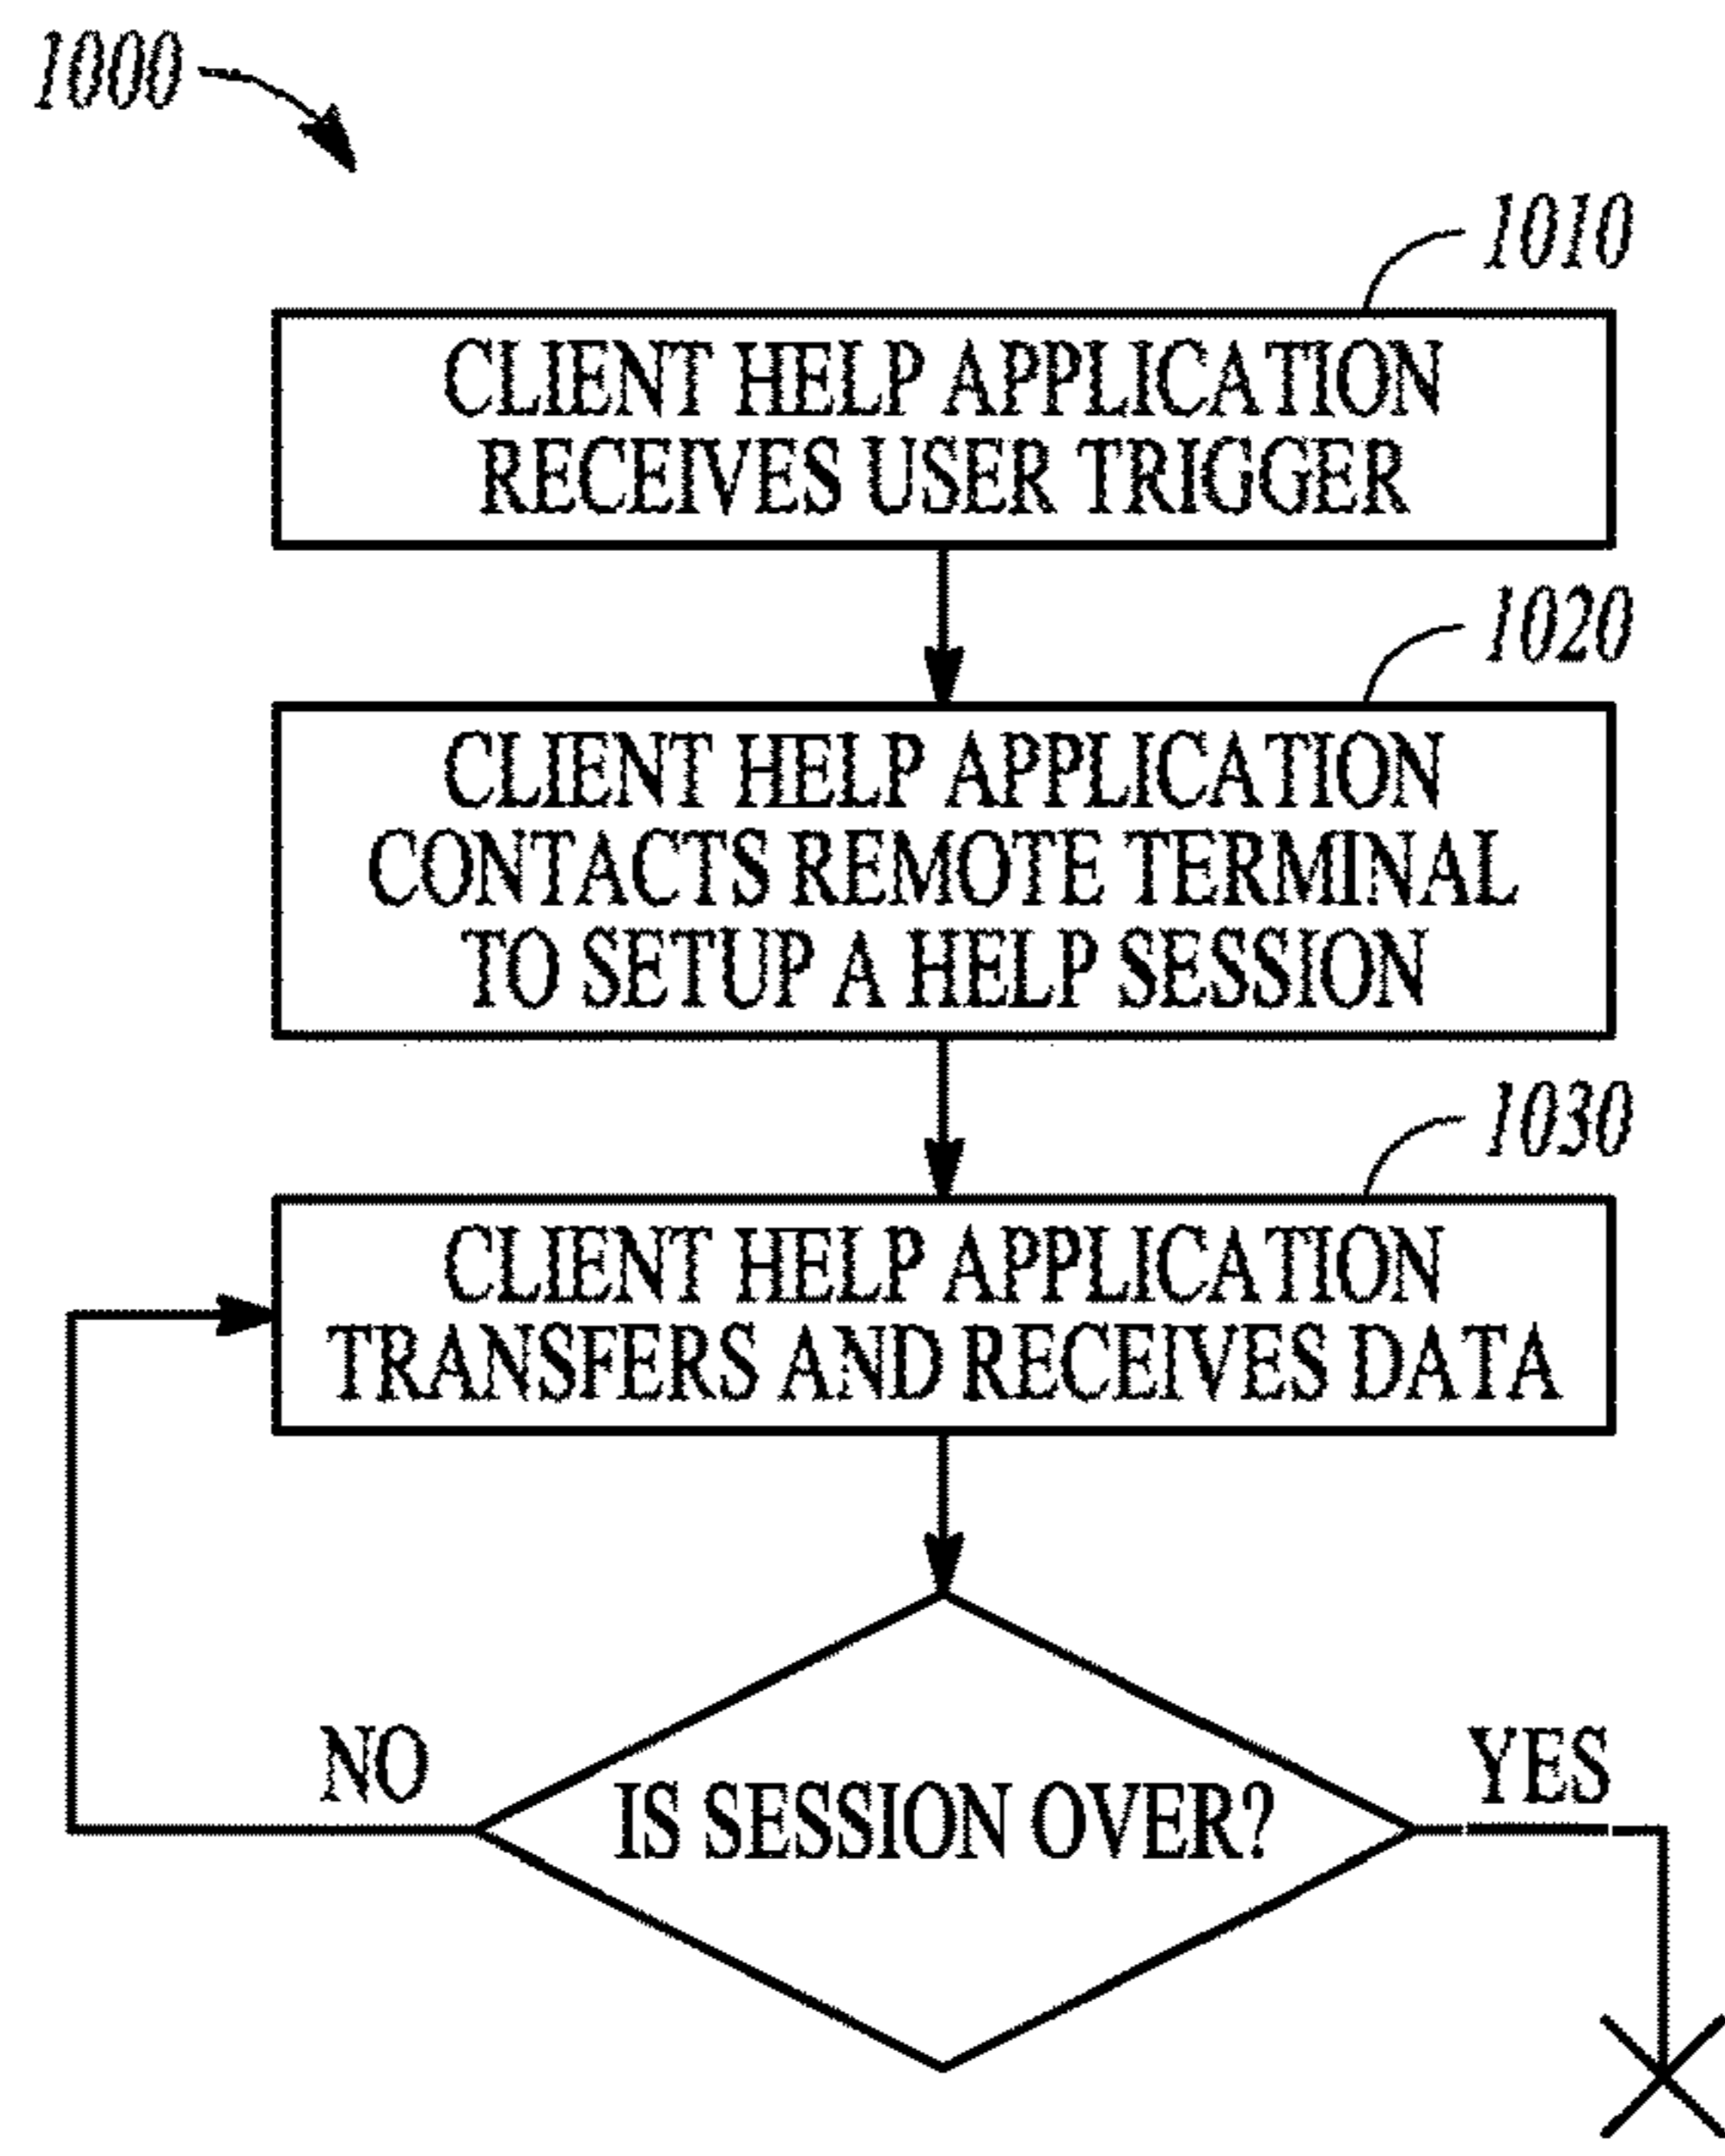 1000
1010
CLIENT HELP APPLICATION
RECEIVES USER TRIGGER
1020
CLIENT HELP APPLICATION
CONTACTS REMOTE TERMINAL
TO SETUP A HELP SESSION
1030
CLIENT HELP APPLICATION
TRANSFERS AND RECEIVES DATA
NO
IS SESSION OVER?
YES